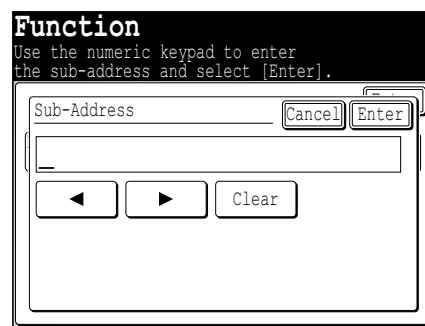 Function
Use the numeric keypad to enter
the sub-address and select [Enter].
Sub-Address
Cancel
Enter
◄
►
Clear